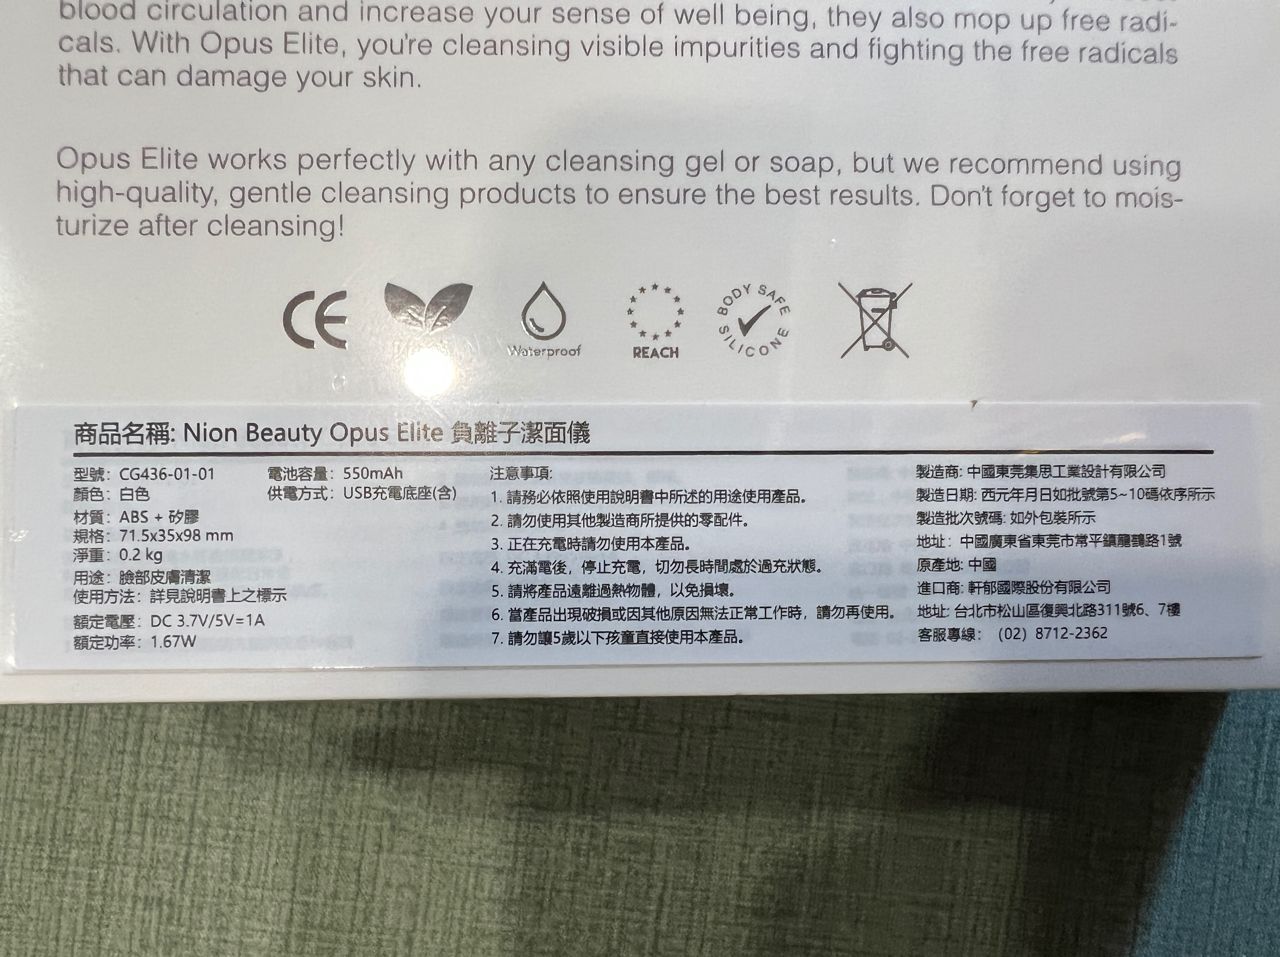 blood circulation and increase your sense of well being, they also mop up free radi-
cals. With Opus Elite, you're cleansing visible impurities and fighting the free radicals
that can damage your skin.
Opus Elite works perfectly with any cleansing gel or soap, but we recommend using
high-quality, gentle cleansing products to ensure the best results. Don't forget to mois-
turize after cleansing!
CE
Waterproof
REACH
BODY SAFE SILICONE
商品名稱: Nion Beauty Opus Elite 負離子潔面儀
型號：CG436-01-01
顏色：白色
材質：ABS + 矽膠
規格：71.5x35x98 mm
淨重：0.2 kg
用途：臉部皮膚清潔
使用方法：詳見說明書上之標示
額定電壓：DC 3.7V/5V=1A
額定功率：1.67W
電池容量：550mAh
供電方式：USB充電底座(含)
注意事項:
1. 請務必依照使用說明書中所述的用途使用產品。
2. 請勿使用其他製造商所提供的零配件。
3. 正在充電時請勿使用本產品。
4. 充滿電後，停止充電，切勿長時間處於過充狀態。
5. 請將產品遠離過熱物體，以免損壞。
6. 當產品出現破損或因其他原因無法正常工作時，請勿再使用。
7. 請勿讓5歲以下孩童直接使用本產品。
製造商: 中國東莞集思工業設計有限公司
製造日期: 西元年月日如批號第5~10碼依序所示
製造批次號碼: 如外包裝所示
地址：中國廣東省東莞市常平鎮龍鶴路1號
原產地: 中國
進口商: 軒郁國際股份有限公司
地址: 台北市松山區復興北路311號6、7樓
客服專線：（02）8712-2362